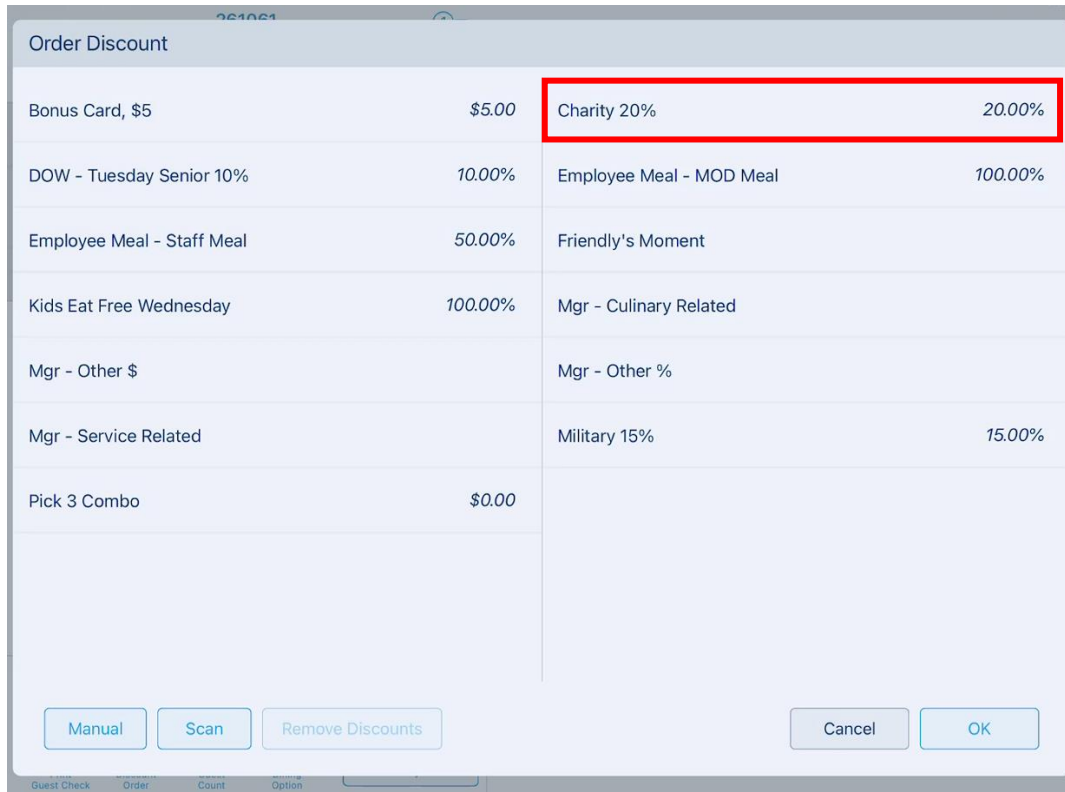 261061
Order Discount
Bonus Card, $5 $5.00 Charity 20% 20.00%
DOW - Tuesday Senior 10% 10.00% Employee Meal - MOD Meal 100.00%
Employee Meal - Staff Meal 50.00% Friendly's Moment
Kids Eat Free Wednesday 100.00% Mgr - Culinary Related
Mgr - Other $ Mgr - Other %
Mgr - Service Related Military 15% 15.00%
Pick 3 Combo $0.00
Manual Scan Remove Discounts Cancel OK
Guest Check Order Count Option